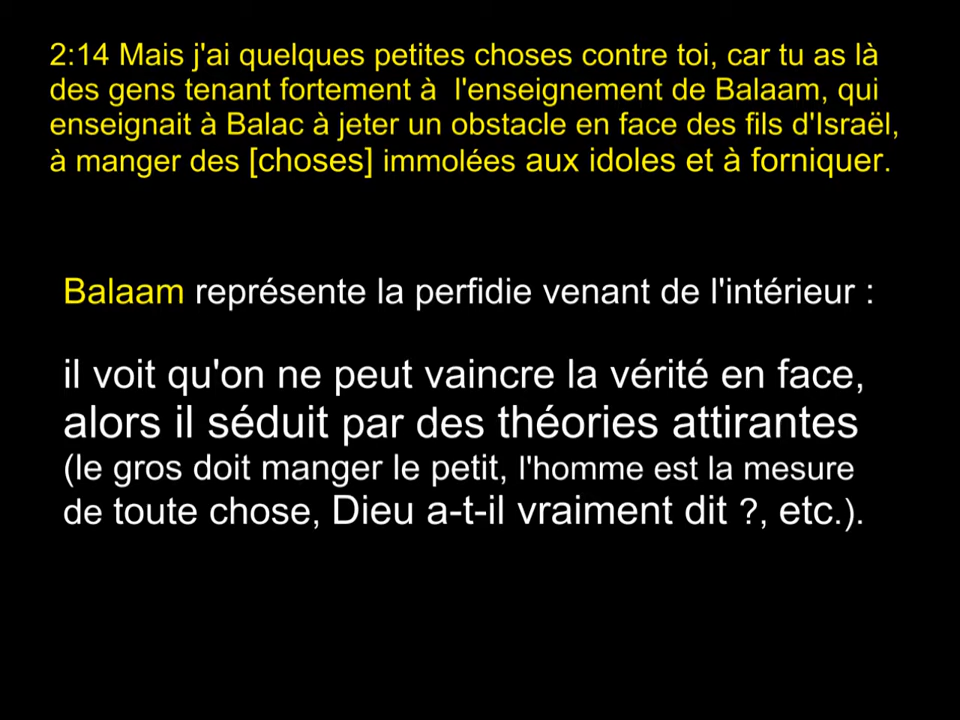 2:14 Mais j'ai quelques petites choses contre toi, car tu as là
des gens tenant fortement à l'enseignement de Balaam, qui
enseignait à Balac à jeter un obstacle en face des fils d'Israël,
à manger des [choses] immolées aux idoles et à forniquer.
Balaam représente la perfidie venant de l'intérieur :
il voit qu'on ne peut vaincre la vérité en face,
alors il séduit par des théories attirantes
(le gros doit manger le petit, l'homme est la mesure
de toute chose, Dieu a-t-il vraiment dit ?, etc.).